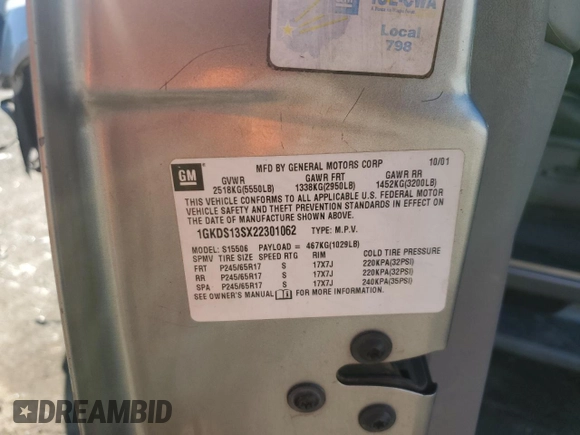 Local
798
GM
MFD BY GENERAL MOTORS CORP 10/01
GVWR GAWR FRT GAWR RR
2518KG(5550LB) 1338KG(2950LB) 1452KG(3200LB)
THIS VEHICLE CONFORMS TO ALL APPLICABLE U.S. FEDERAL MOTOR
VEHICLE SAFETY AND THEFT PREVENTION STANDARDS IN EFFECT ON
THE DATE OF MANUFACTURE SHOWN ABOVE.
1GKDS13SX22301062 TYPE: M.P.V.
MODEL: S15506 PAYLOAD = 467KG(1029LB)
SPMV TIRE SIZE SPEED RTG RIM COLD TIRE PRESSURE
FRT P245/65R17 S 17X7J 220KPA(32PSI)
RR P245/65R17 S 17X7J 220KPA(32PSI)
SPA P245/65R17 S 17X7J 240KPA(35PSI)
SEE OWNER'S MANUAL FOR MORE INFORMATION.
DREAMBID